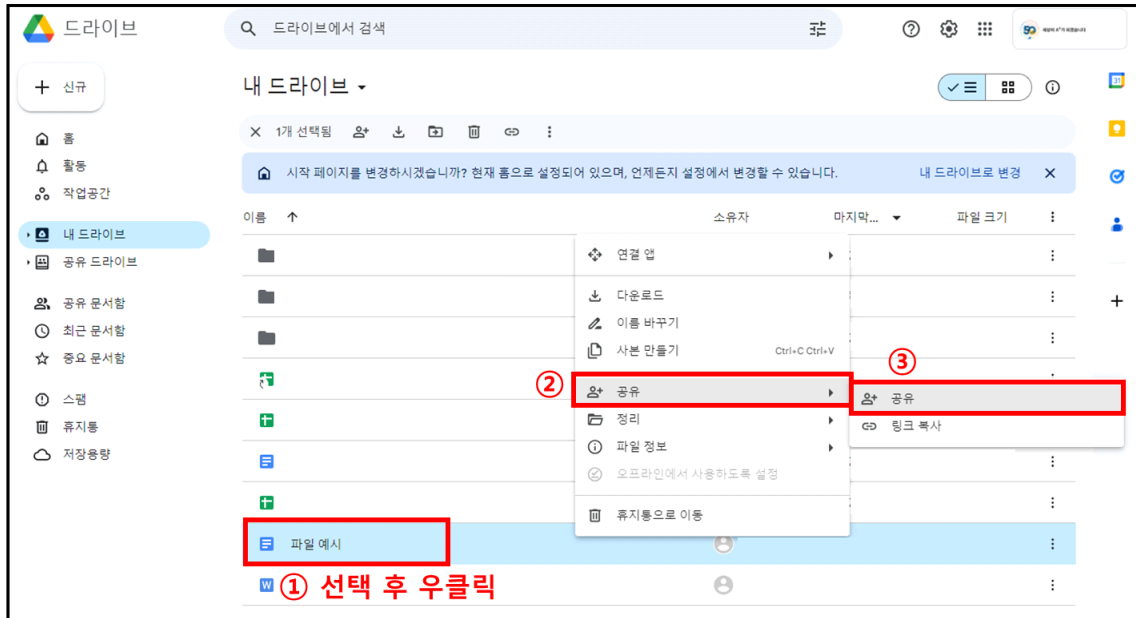 드라이브
드라이브에서 검색
신규
내 드라이브
1개 선택됨
홈
활동
작업공간
시작 페이지를 변경하시겠습니까? 현재 홈으로 설정되어 있으며, 언제든지 설정에서 변경할 수 있습니다.
내 드라이브로 변경
이름
소유자
마지막...
파일 크기
내 드라이브
공유 드라이브
공유 문서함
최근 문서함
중요 문서함
스팸
휴지통
저장용량
연결 앱
다운로드
이름 바꾸기
사본 만들기 Ctrl+C Ctrl+V
② 공유
정리
파일 정보
오프라인에서 사용하도록 설정
휴지통으로 이동
③
공유
링크 복사
파일 예시
① 선택 후 우클릭
31
W